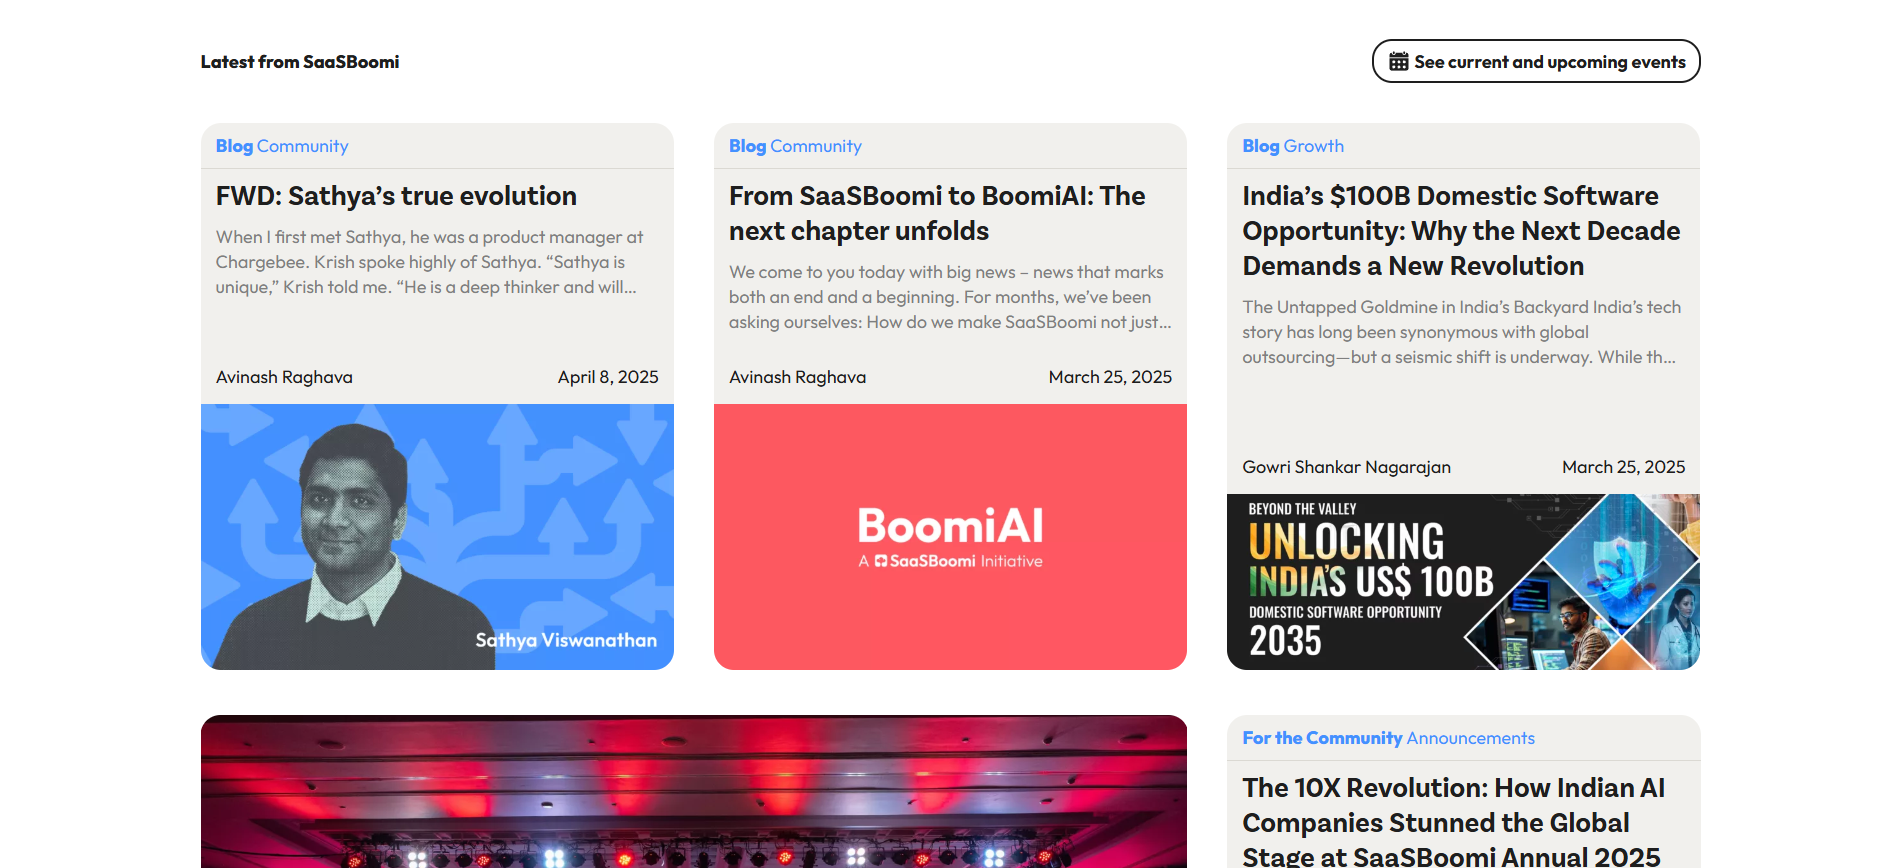 Latest from SaaSBoomi
See current and upcoming events
Blog Community
FWD: Sathya’s true evolution
When I first met Sathya, he was a product manager at
Chargebee. Krish spoke highly of Sathya. “Sathya is
unique,” Krish told me. “He is a deep thinker and will...
Avinash Raghava
April 8, 2025
Sathya Viswanathan
Blog Community
From SaaSBoomi to BoomiAI: The
next chapter unfolds
We come to you today with big news – news that marks
both an end and a beginning. For months, we’ve been
asking ourselves: How do we make SaaSBoomi not just...
Avinash Raghava
March 25, 2025
BoomiAI
A SaaSBoomi Initiative
Blog Growth
India’s $100B Domestic Software
Opportunity: Why the Next Decade
Demands a New Revolution
The Untapped Goldmine in India’s Backyard India’s tech
story has long been synonymous with global
outsourcing—but a seismic shift is underway. While th...
Gowri Shankar Nagarajan
March 25, 2025
BEYOND THE VALLEY
UNLOCKING
INDIA’S US$ 100B
DOMESTIC SOFTWARE OPPORTUNITY
2035
For the Community Announcements
The 10X Revolution: How Indian AI
Companies Stunned the Global
Stage at SaaSBoomi Annual 2025